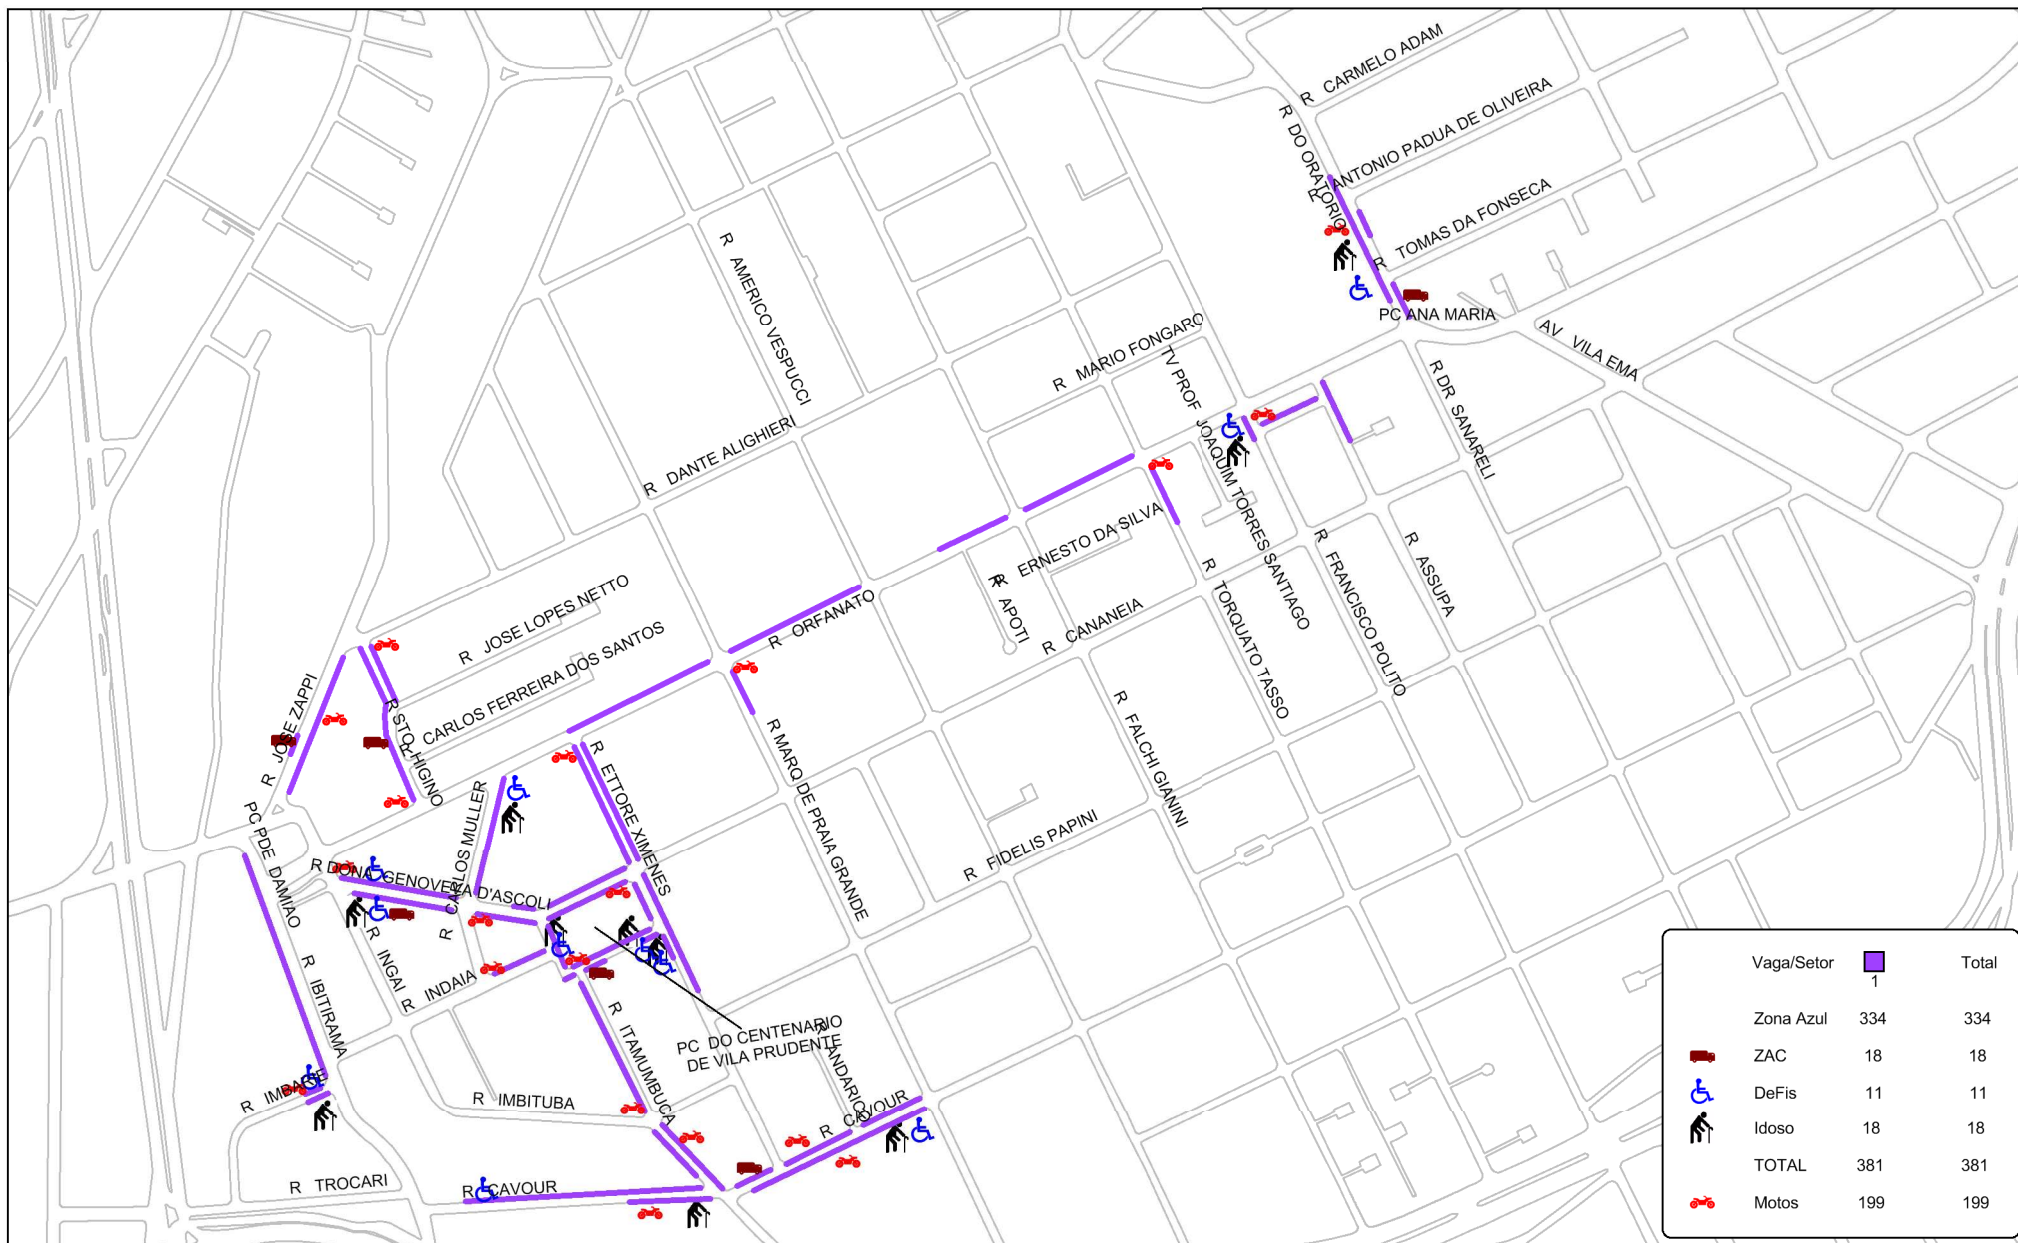 R CARMELO ADAM
R DO ORATORIO
R ANTONIO PADUA DE OLIVEIRA
R TOMAS DA FONSECA
PC ANA MARIA
AV VILA EMA
R AMERICO VESPUCCI
R MARIO FONGARO
TV PROF JOAQUIM TORRES SANTIAGO
R DR SANARELI
R DANTE ALIGHIERI
R ERNESTO DA SILVA
R APOTI
R CANANEIA
R TORQUATO TASSO
R FRANCISCO POLITO
R ASSUPA
R JOSE LOPES NETTO
R CARLOS FERREIRA DOS SANTOS
R ORFANATO
R JOSE ZAPPI
R STO HIGINO
R ETTORE XIMENES
R MARQ DE PRAIA GRANDE
R FALCHI GIANINI
R FIDELIS PAPINI
PC PDE DAMIAO
R CARLOS MULLER
R DONA GENOVEVA D'ASCOLI
R INGAI
R INDAIA
R IBITIRAMA
R ITAMUMBUCA
PC DO CENTENARIO
DE VILA PRUDENTE
R ANDARIO
R IMBARE
R IMBITUBA
R CAVOUR
R TROCARI
R CAVOUR
Vaga/Setor 1 Total
Zona Azul 334 334
ZAC 18 18
DeFis 11 11
Idoso 18 18
TOTAL 381 381
Motos 199 199